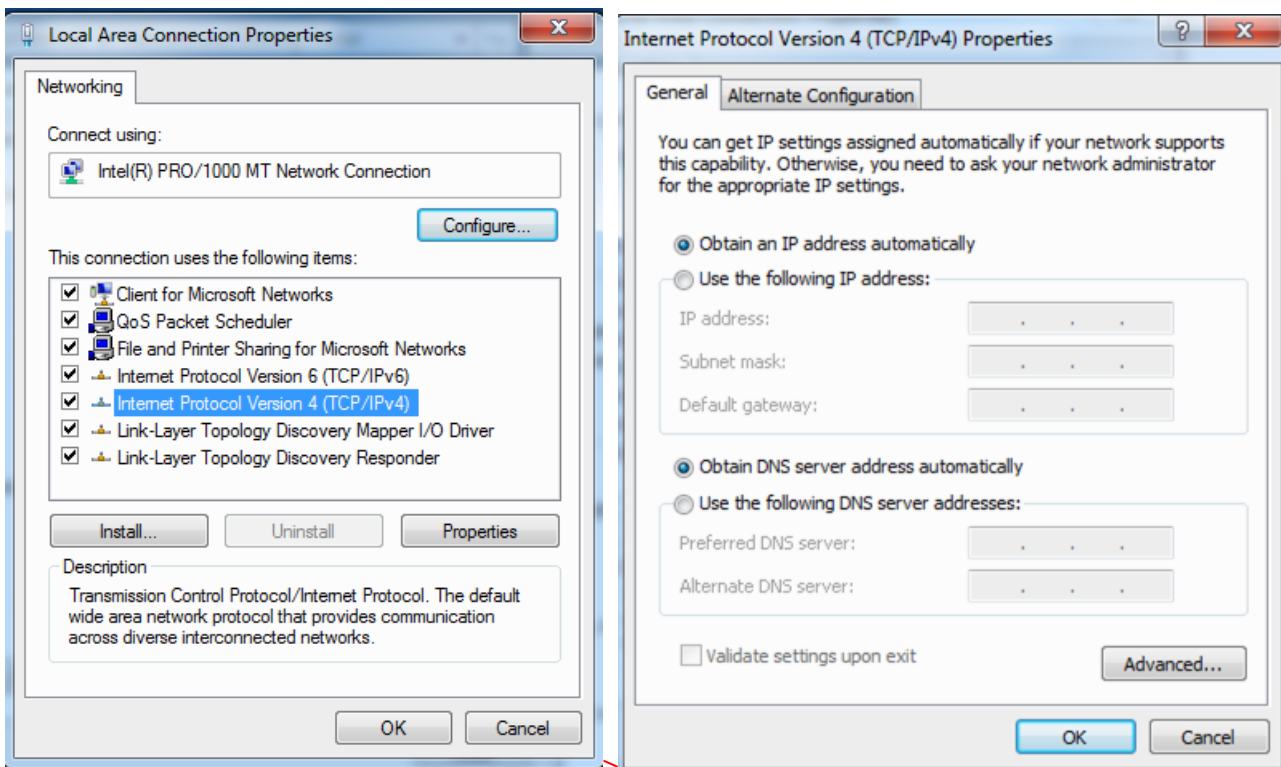 Local Area Connection Properties
Networking
Connect using:
Intel(R) PRO/1000 MT Network Connection
Configure...
This connection uses the following items:
Client for Microsoft Networks
QoS Packet Scheduler
File and Printer Sharing for Microsoft Networks
Internet Protocol Version 6 (TCP/IPv6)
Internet Protocol Version 4 (TCP/IPv4)
Link-Layer Topology Discovery Mapper I/O Driver
Link-Layer Topology Discovery Responder
Install...
Uninstall
Properties
Description
Transmission Control Protocol/Internet Protocol. The default
wide area network protocol that provides communication
across diverse interconnected networks.
OK
Cancel
Internet Protocol Version 4 (TCP/IPv4) Properties
General
Alternate Configuration
You can get IP settings assigned automatically if your network supports
this capability. Otherwise, you need to ask your network administrator
for the appropriate IP settings.
Obtain an IP address automatically
Use the following IP address:
IP address:
Subnet mask:
Default gateway:
Obtain DNS server address automatically
Use the following DNS server addresses:
Preferred DNS server:
Alternate DNS server:
Validate settings upon exit
Advanced...
OK
Cancel